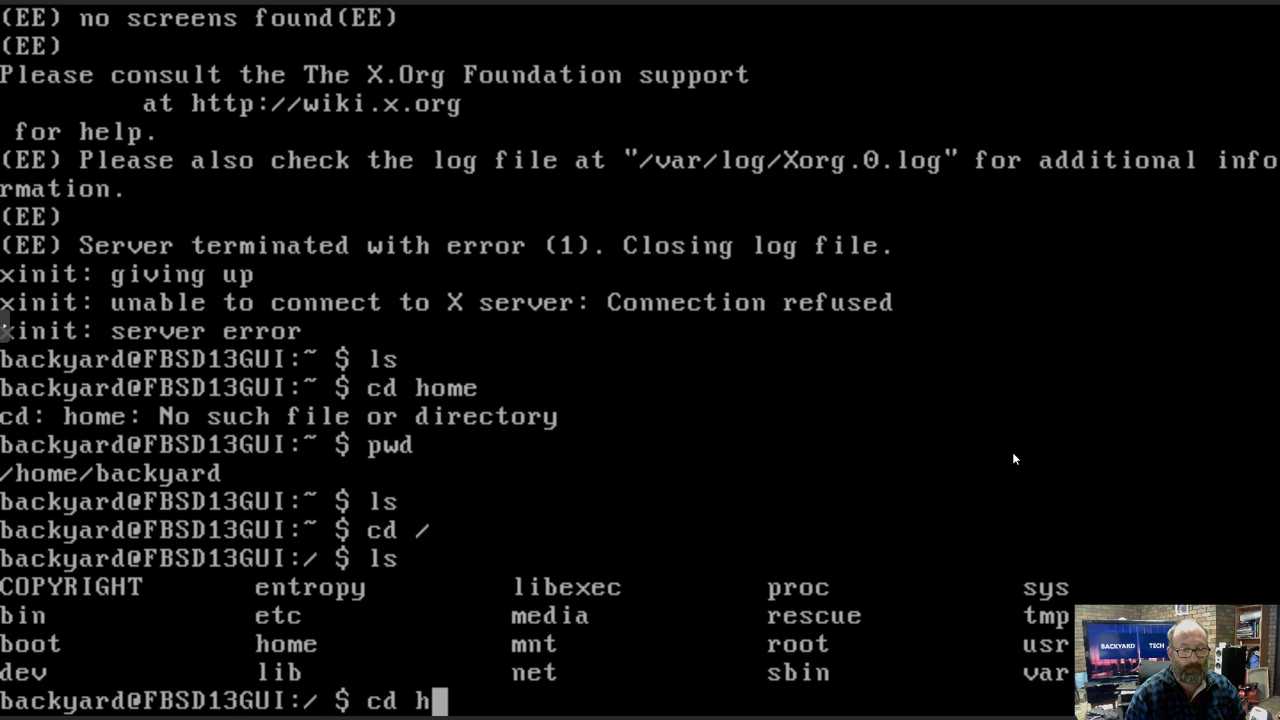 (EE) no screens found(EE)
(EE)
Please consult the The X.Org Foundation support
at http://wiki.x.org
for help.
(EE) Please also check the log file at "/var/log/Xorg.0.log" for additional info
rmation.
(EE)
(EE) Server terminated with error (1). Closing log file.
xinit: giving up
xinit: unable to connect to X server: Connection refused
xinit: server error
backyard@FBSD13GUI:~ $ ls
backyard@FBSD13GUI:~ $ cd home
cd: home: No such file or directory
backyard@FBSD13GUI:~ $ pwd
/home/backyard
backyard@FBSD13GUI:~ $ ls
backyard@FBSD13GUI:~ $ cd /
backyard@FBSD13GUI:/ $ ls
COPYRIGHT entropy libexec proc sys
bin etc media rescue tmp
boot home mnt root usr
dev lib net sbin var
backyard@FBSD13GUI:/ $ cd h
BACKYARD TECH